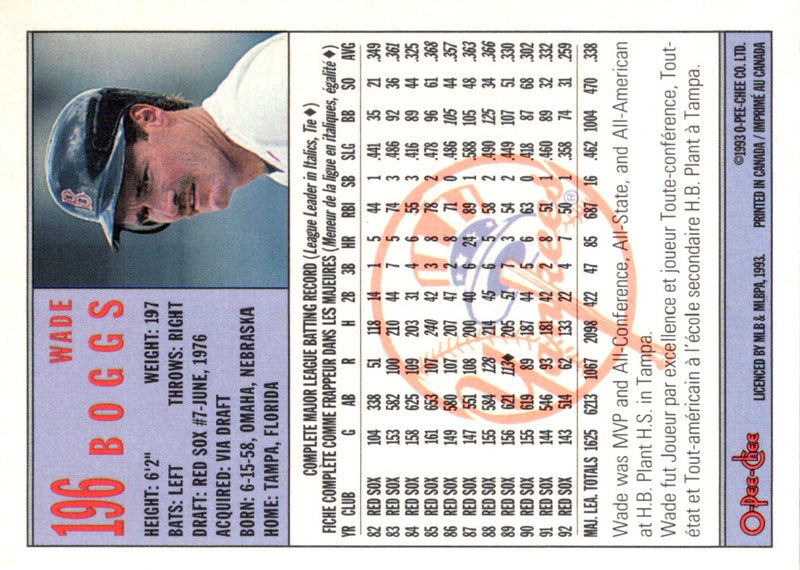 196 WADE
BOGGS
HEIGHT: 6'2" WEIGHT: 197
BATS: LEFT THROWS: RIGHT
DRAFT: RED SOX #7-JUNE, 1976
ACQUIRED: VIA DRAFT
BORN: 6-15-58, OMAHA, NEBRASKA
HOME: TAMPA, FLORIDA
B
COMPLETE MAJOR LEAGUE BATTING RECORD (League Leader in Italics, Tie ♦)
FICHE COMPLÈTE COMME FRAPPEUR DANS LES MAJEURES (Meneur de la ligue en italiques, égalité ♦)
YR CLUB G AB R H 2B 3B HR RBI SB SLG BB SO AVG
82 RED SOX 104 338 51 118 14 1 5 44 1 .441 35 21 .349
83 RED SOX 153 582 100 210 44 7 5 74 3 .486 92 36 .361
84 RED SOX 158 625 109 203 31 4 6 55 3 .416 89 44 .325
85 RED SOX 161 653 107 240 42 3 8 78 2 .478 96 61 .368
86 RED SOX 149 580 107 207 47 2 8 71 0 .486 105 44 .357
87 RED SOX 147 551 108 200 40 6 24 89 1 .588 105 48 .363
88 RED SOX 155 584 128 214 45 6 5 58 2 .490 125 34 .366
89 RED SOX 156 621 113♦ 205 51 7 3 54 2 .449 107 51 .330
90 RED SOX 155 619 89 187 44 5 6 63 0 .418 87 68 .302
91 RED SOX 144 546 93 181 42 2 8 51 1 .460 89 32 .332
92 RED SOX 143 514 62 133 22 4 7 50 1 .358 74 31 .259
MAJ. LEA. TOTALS 1625 6213 1067 2098 422 47 85 687 16 .462 1004 470 .338
Yankees®
Wade was MVP and All-Conference, All-State, and All-American
at H.B. Plant H.S. in Tampa.
Wade fut Joueur par excellence et joueur Toute-conférence, Tout-
état et Tout-américain à l'école secondaire H.B. Plant à Tampa.
O-Pee-Chee
©1993 O-PEE-CHEE CO. LTD.
LICENCED BY MLB & MLBPA, 1993. PRINTED IN CANADA / IMPRIMÉ AU CANADA